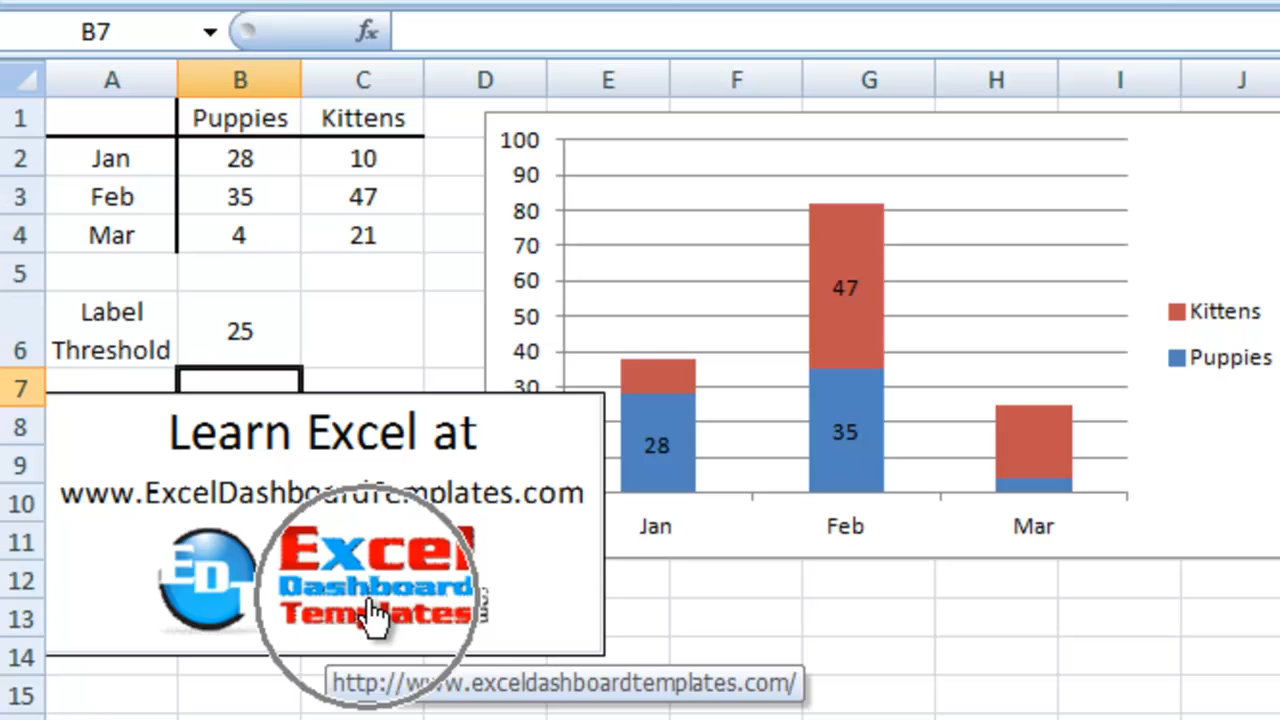 B7
fx
A B C D E F G H I J
1 Puppies Kittens
2 Jan 28 10
3 Feb 35 47
4 Mar 4 21
5
6 Label Threshold 25
7
8
9
10
11
12
13
14
15
100
90
80
70
60
50
40
30
47
28
35
Jan Feb Mar
Kittens
Puppies
Learn Excel at
www.ExcelDashboardTemplates.com
EDT
Excel
Dashboard
Templates
.com
http://www.exceldashboardtemplates.com/